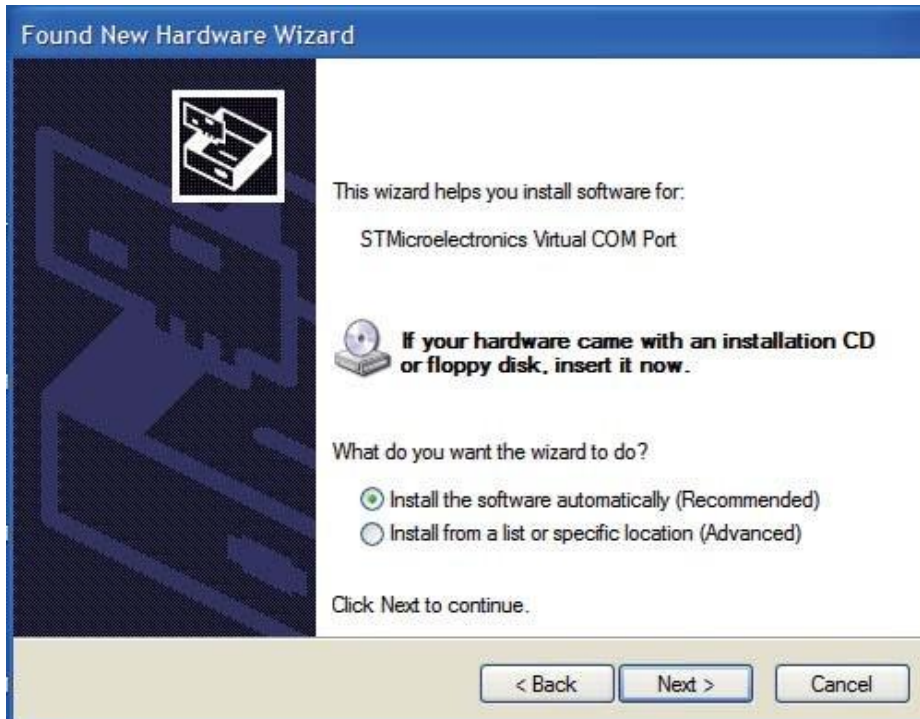 Found New Hardware Wizard
This wizard helps you install software for:
STMicroelectronics Virtual COM Port
If your hardware came with an installation CD
or floppy disk, insert it now.
What do you want the wizard to do?
Install the software automatically (Recommended)
Install from a list or specific location (Advanced)
Click Next to continue.
< Back Next > Cancel